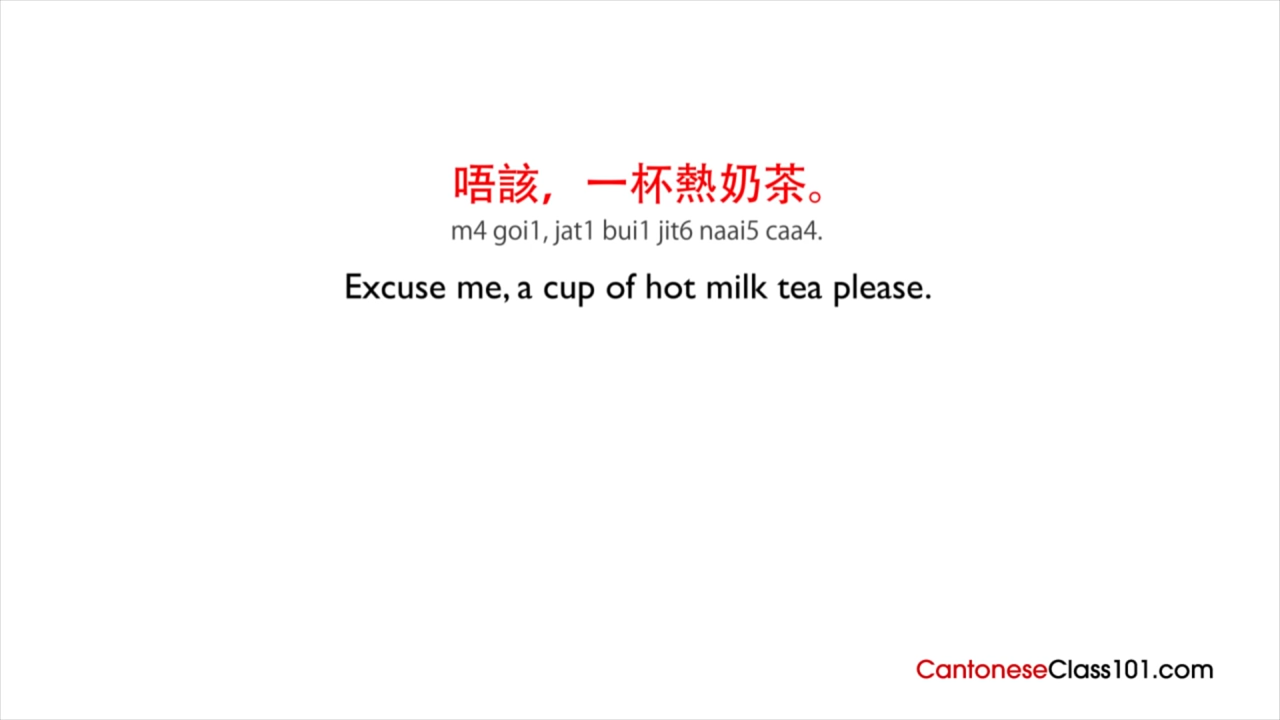 唔該，一杯熱奶茶。
m4 goi1, jat1 bui1 jit6 naai5 caa4.
Excuse me, a cup of hot milk tea please.
CantoneseClass101.com